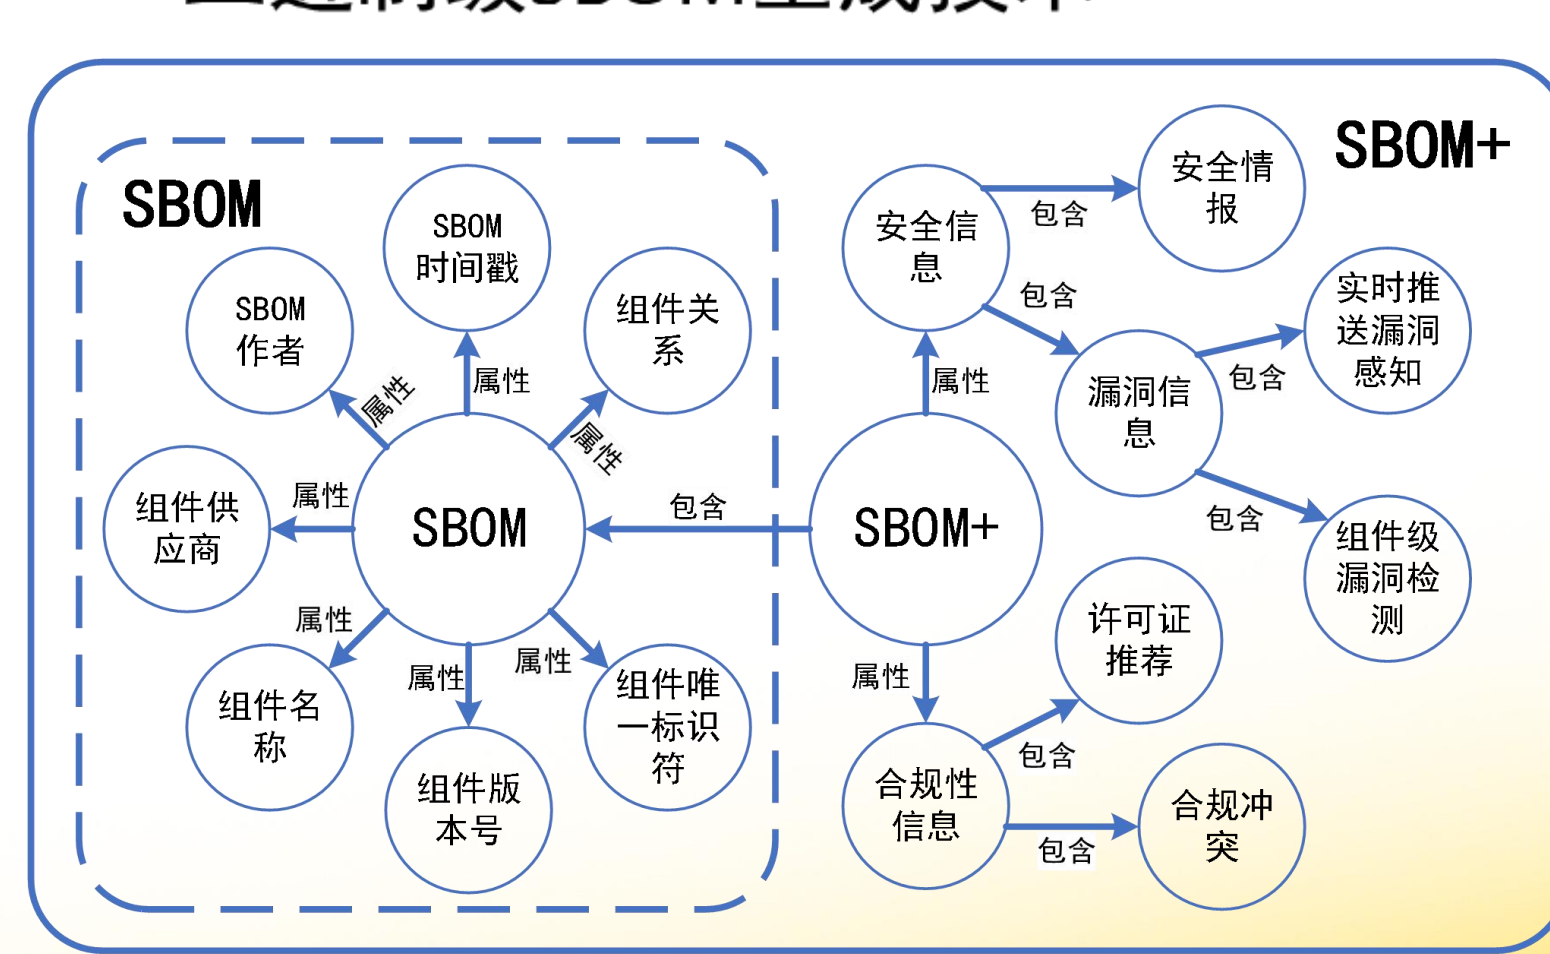 SBOM+
SBOM
SBOM
时间戳
SBOM
作者
组件关
系
属性
属性
属性
组件供
应商
属性
SBOM
包含
SBOM+
属性
组件名
称
属性
组件版
本号
属性
组件唯
一标识
符
安全信
息
包含
安全情
报
包含
漏洞信
息
包含
实时推
送漏洞
感知
包含
组件级
漏洞检
测
属性
属性
许可证
推荐
包含
合规性
信息
包含
合规冲
突